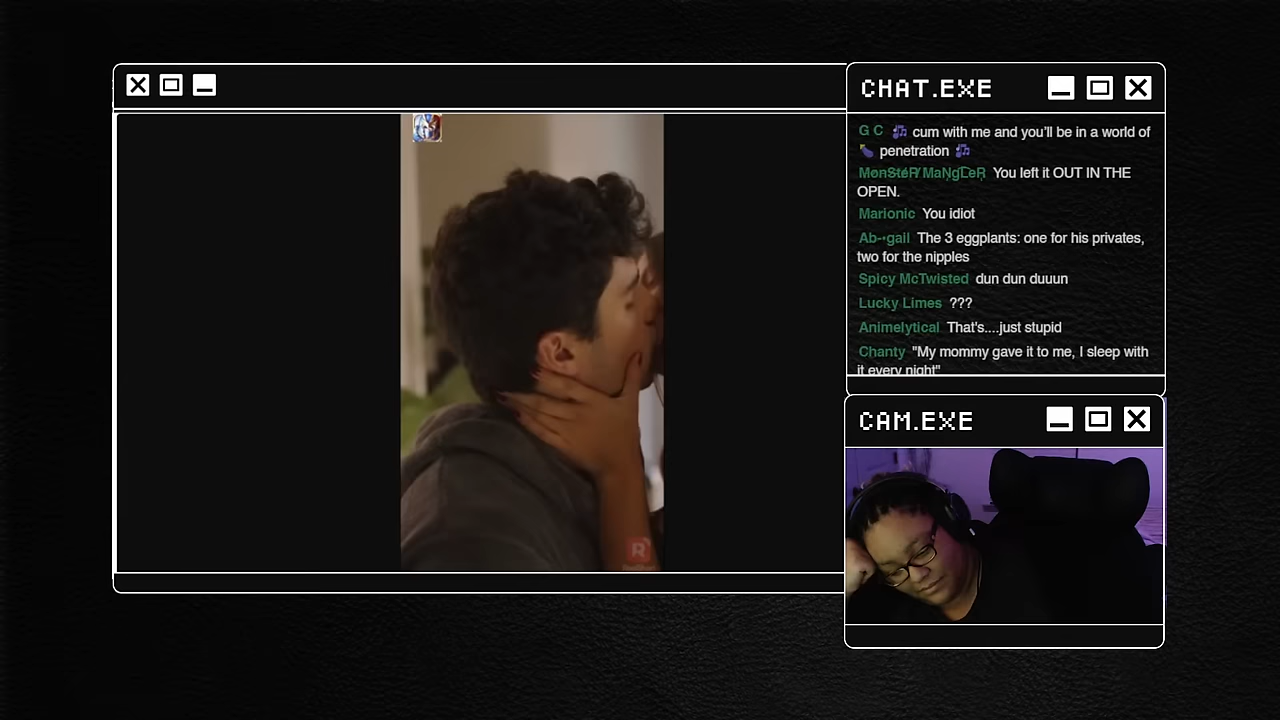 CHAT.EXE
G C 🎶 cum with me and you'll be in a world of
🍆 penetration 🎶
MonSteR MaNgLeR You left it OUT IN THE
OPEN.
Marionic You idiot
Ab-•gail The 3 eggplants: one for his privates,
two for the nipples
Spicy McTwisted dun dun duuun
Lucky Limes ???
Animelytical That's....just stupid
Chanty "My mommy gave it to me, I sleep with
it every night"
CAM.EXE
R